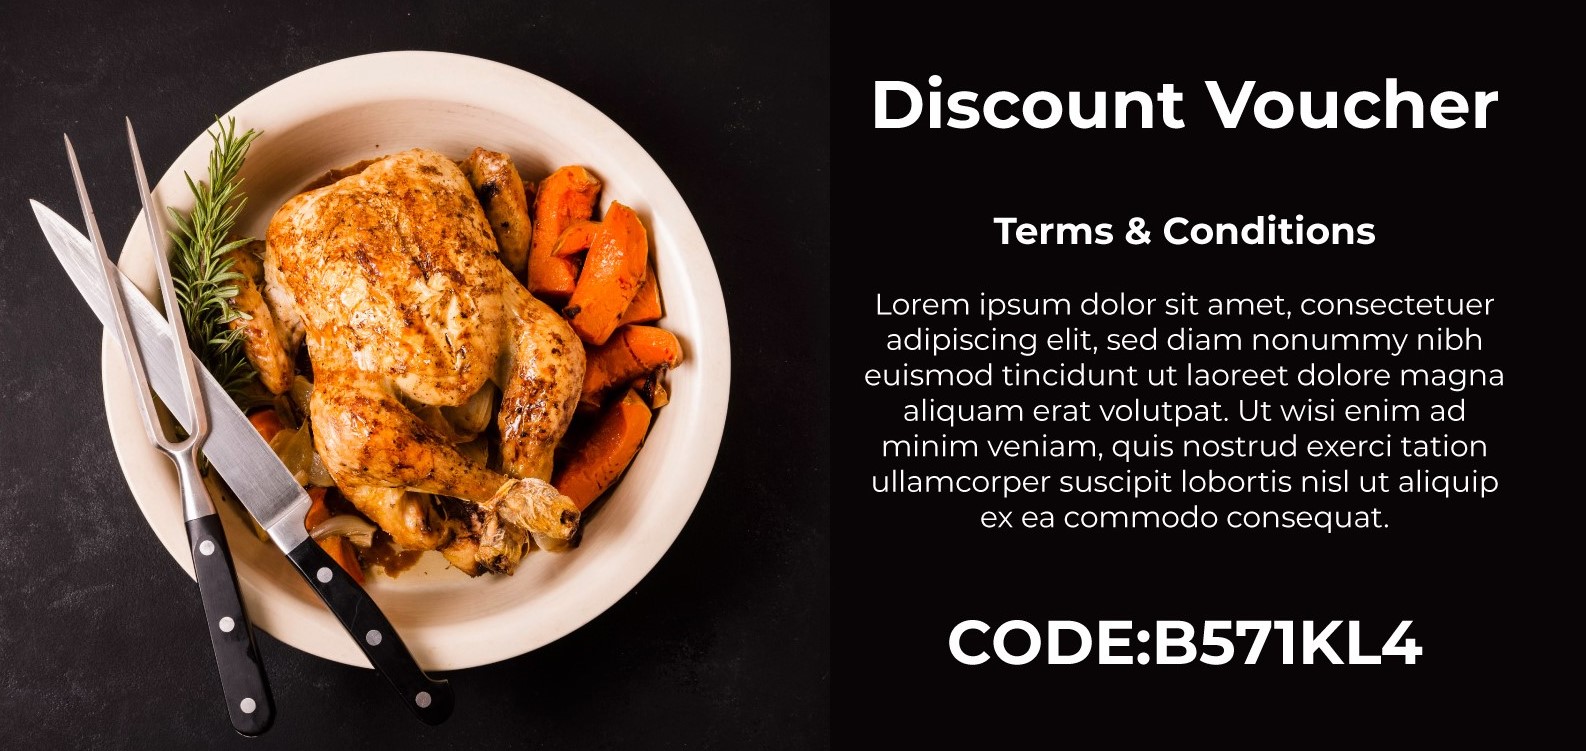 Discount Voucher
Terms & Conditions
Lorem ipsum dolor sit amet, consectetuer
adipiscing elit, sed diam nonummy nibh
euismod tincidunt ut laoreet dolore magna
aliquam erat volutpat. Ut wisi enim ad
minim veniam, quis nostrud exerci tation
ullamcorper suscipit lobortis nisl ut aliquip
ex ea commodo consequat.
CODE:B571KL4